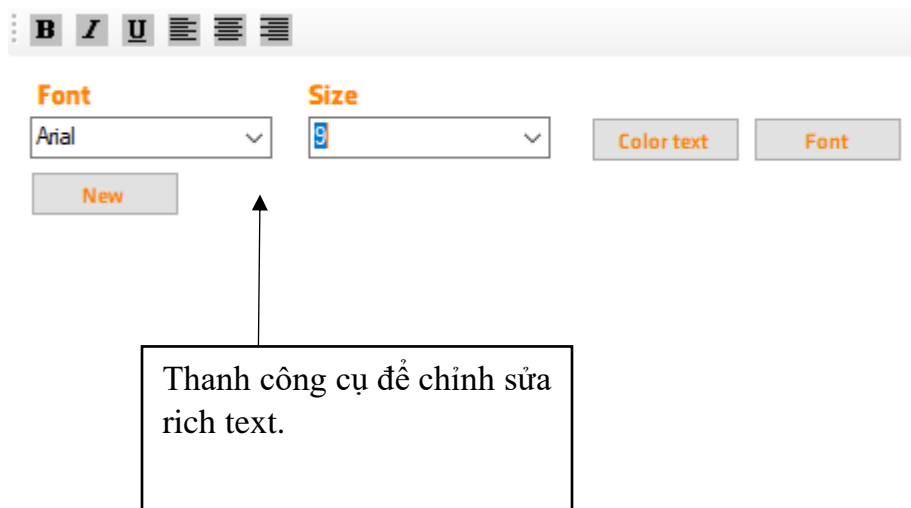 B I U
Font Size
Arial 9 Color text Font
New
Thanh công cụ để chỉnh sửa
rich text.